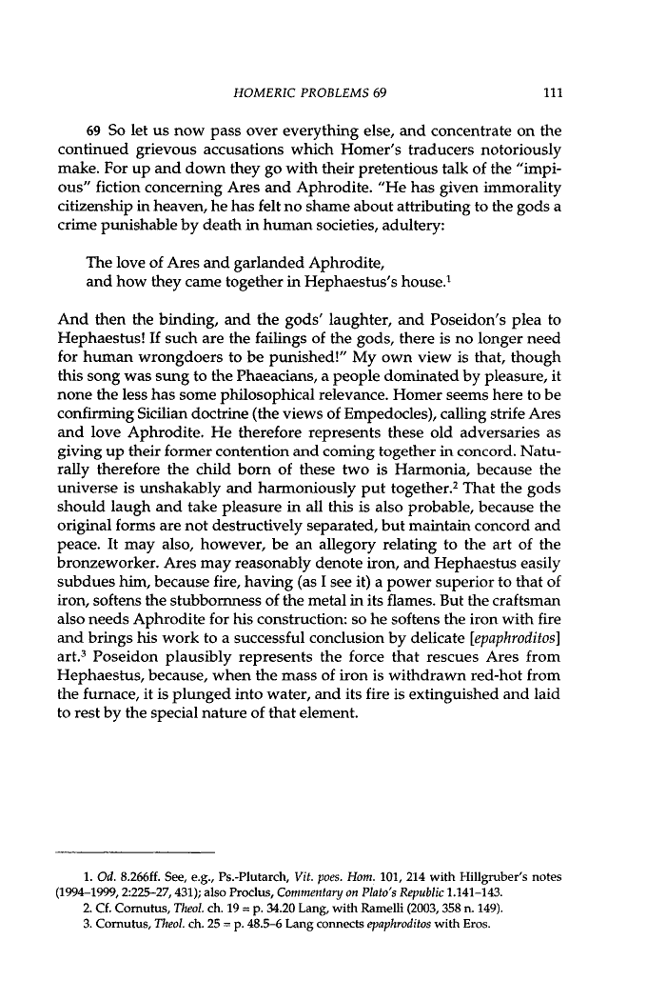 HOMERIC PROBLEMS 69 111
69 So let us now pass over everything else, and concentrate on the
continued grievous accusations which Homer's traducers notoriously
make. For up and down they go with their pretentious talk of the "impi-
ous" fiction concerning Ares and Aphrodite. "He has given immorality
citizenship in heaven, he has felt no shame about attributing to the gods a
crime punishable by death in human societies, adultery:
The love of Ares and garlanded Aphrodite,
and how they came together in Hephaestus's house.¹
And then the binding, and the gods' laughter, and Poseidon's plea to
Hephaestus! If such are the failings of the gods, there is no longer need
for human wrongdoers to be punished!" My own view is that, though
this song was sung to the Phaeacians, a people dominated by pleasure, it
none the less has some philosophical relevance. Homer seems here to be
confirming Sicilian doctrine (the views of Empedocles), calling strife Ares
and love Aphrodite. He therefore represents these old adversaries as
giving up their former contention and coming together in concord. Natu-
rally therefore the child born of these two is Harmonia, because the
universe is unshakably and harmoniously put together.² That the gods
should laugh and take pleasure in all this is also probable, because the
original forms are not destructively separated, but maintain concord and
peace. It may also, however, be an allegory relating to the art of the
bronzeworker. Ares may reasonably denote iron, and Hephaestus easily
subdues him, because fire, having (as I see it) a power superior to that of
iron, softens the stubbornness of the metal in its flames. But the craftsman
also needs Aphrodite for his construction: so he softens the iron with fire
and brings his work to a successful conclusion by delicate [epaphroditos]
art.³ Poseidon plausibly represents the force that rescues Ares from
Hephaestus, because, when the mass of iron is withdrawn red-hot from
the furnace, it is plunged into water, and its fire is extinguished and laid
to rest by the special nature of that element.
1. Od. 8.266ff. See, e.g., Ps.-Plutarch, Vit. poes. Hom. 101, 214 with Hillgruber's notes
(1994–1999, 2:225–27, 431); also Proclus, Commentary on Plato's Republic 1.141–143.
2. Cf. Cornutus, Theol. ch. 19 = p. 34.20 Lang, with Ramelli (2003, 358 n. 149).
3. Cornutus, Theol. ch. 25 = p. 48.5–6 Lang connects epaphroditos with Eros.